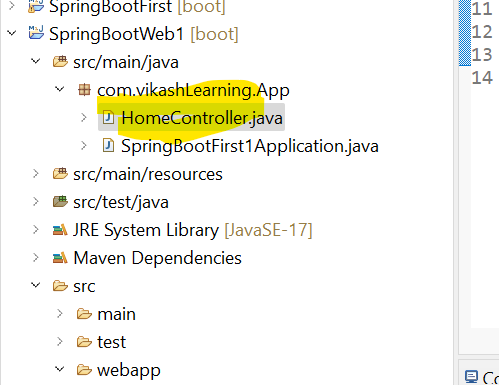 SpringBootFirst [boot]
SpringBootWeb1 [boot]
src/main/java
com.vikashLearning.App
HomeController.java
SpringBootFirst1Application.java
src/main/resources
src/test/java
JRE System Library [JavaSE-17]
Maven Dependencies
src
main
test
webapp
11
12
13
14
Co